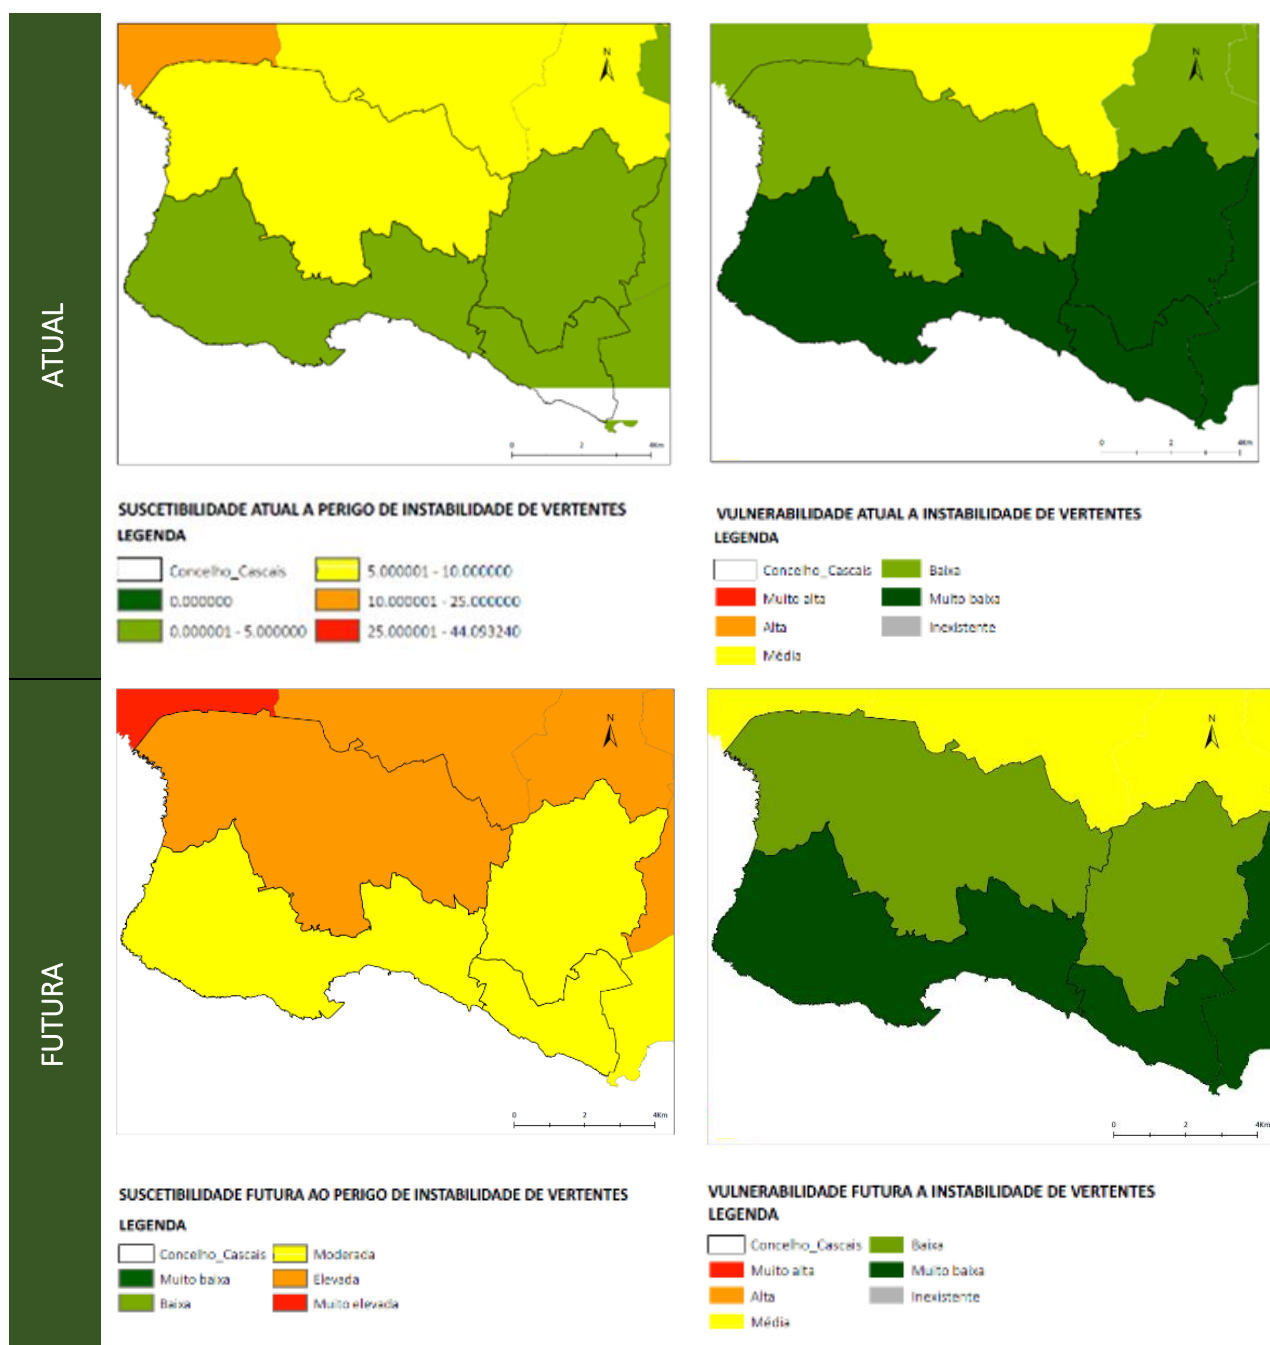 ATUAL
N
0 2 4Km
N
0 2 4Km
SUSCETIBILIDADE ATUAL A PERIGO DE INSTABILIDADE DE VERTENTES
LEGENDA
Concelho_Cascais
0.000000
0.000001 - 5.000000
5.000001 - 10.000000
10.000001 - 25.000000
25.000001 - 44.093240
VULNERABILIDADE ATUAL A INSTABILIDADE DE VERTENTES
LEGENDA
Concelho_Cascais
Muito alta
Alta
Média
Baixa
Muito baixa
Inexistente
FUTURA
N
0 2 4Km
N
0 2 4Km
SUSCETIBILIDADE FUTURA AO PERIGO DE INSTABILIDADE DE VERTENTES
LEGENDA
Concelho_Cascais
Muito baixa
Baixa
Moderada
Elevada
Muito elevada
VULNERABILIDADE FUTURA A INSTABILIDADE DE VERTENTES
LEGENDA
Concelho_Cascais
Muito alta
Alta
Média
Baixa
Muito baixa
Inexistente